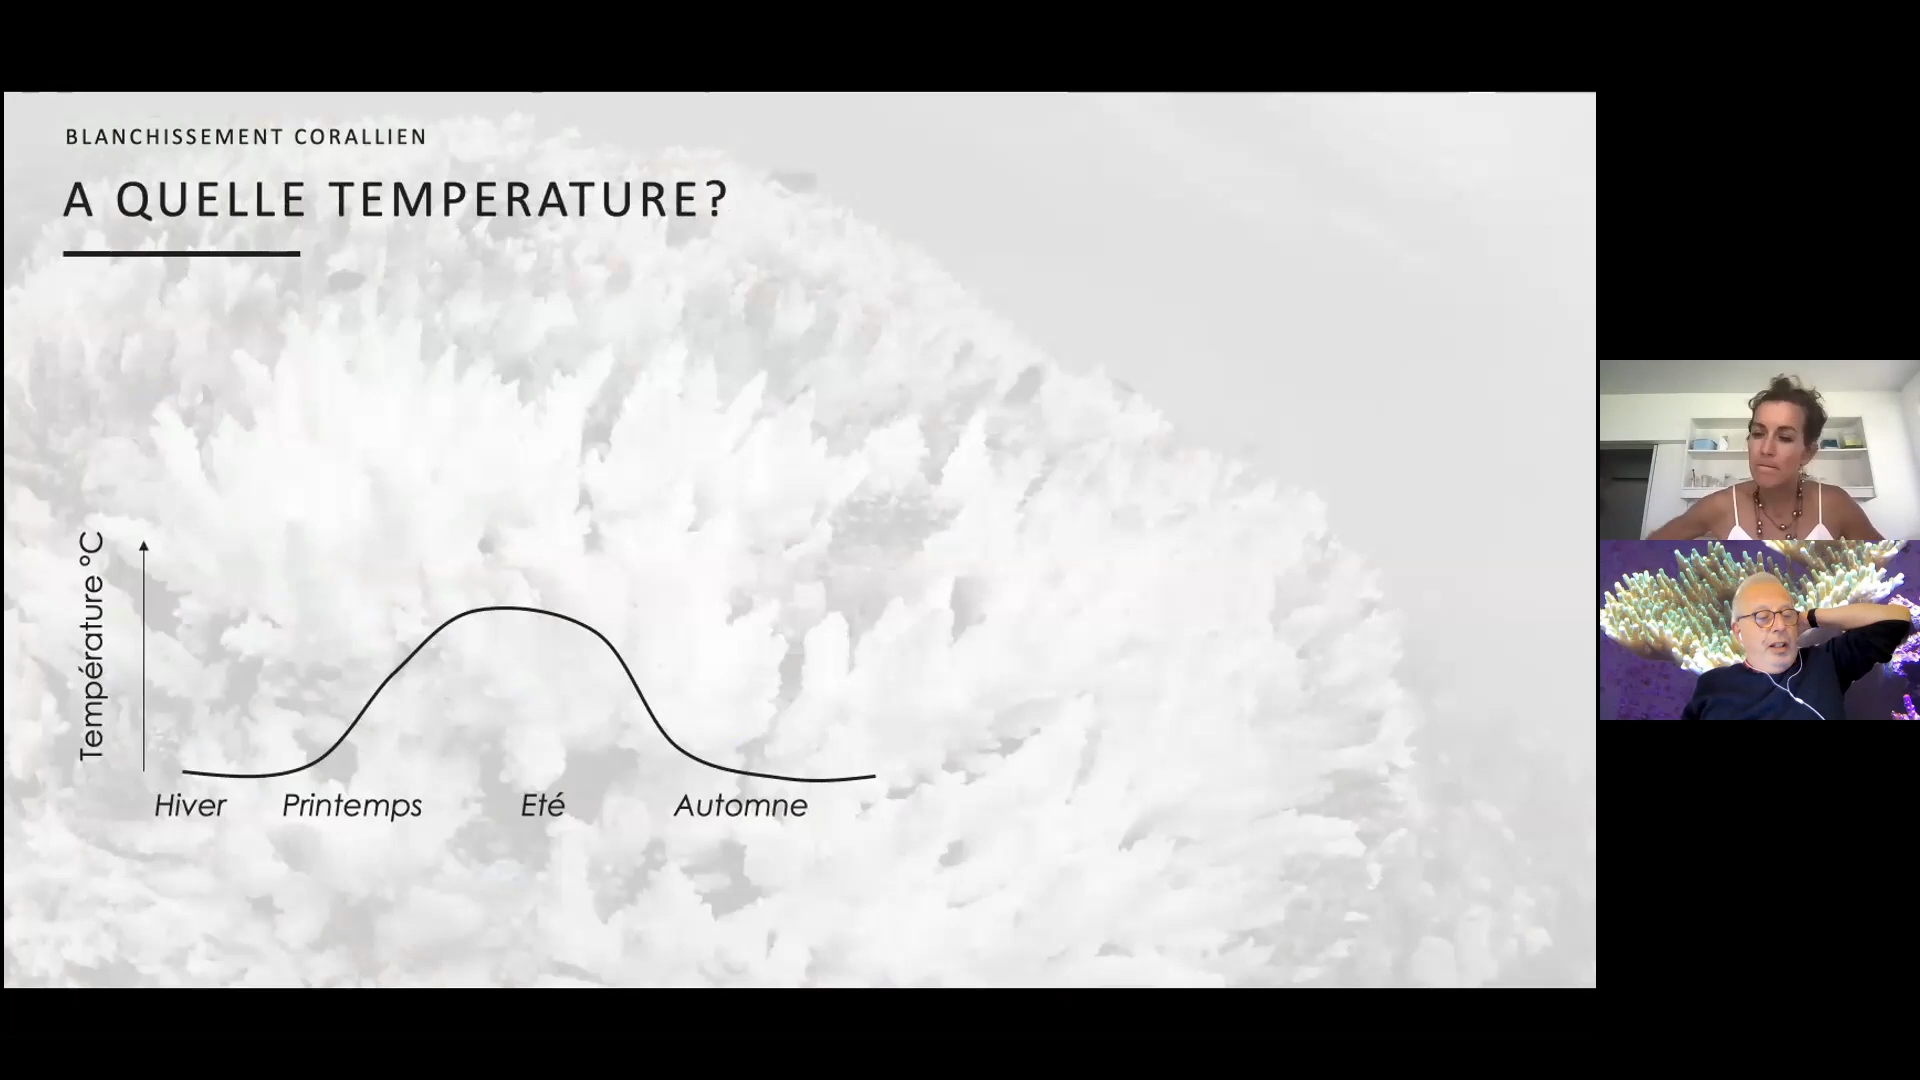 BLANCHISSEMENT CORALLIEN
A QUELLE TEMPERATURE?
Température °C
Hiver Printemps Eté Automne